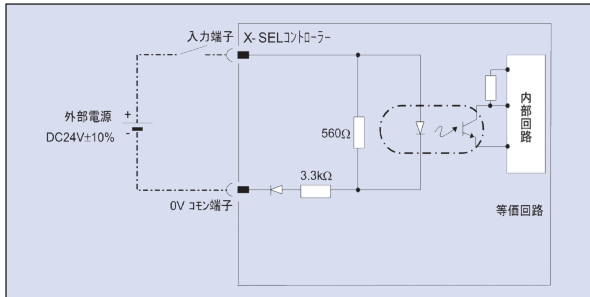 入力端子 X-SELコントローラー
外部電源
DC24V±10%
+
-
560Ω
3.3kΩ
内部回路
0V コモン端子
等価回路